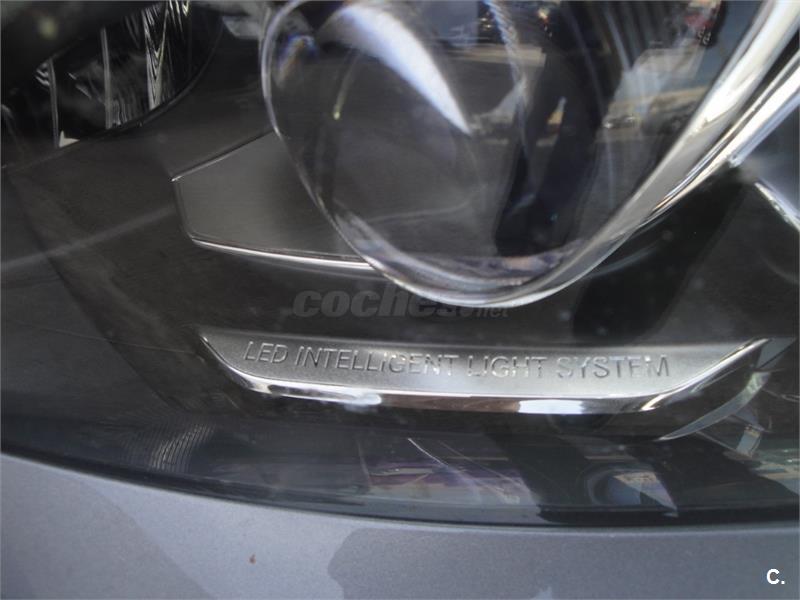 coches.net
LED INTELLIGENT LIGHT SYSTEM
C.